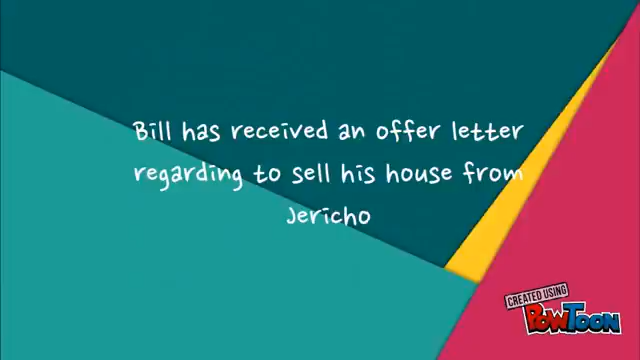 Bill has received an offer letter
regarding to sell his house from
Jericho
CREATED USING
POWTOON